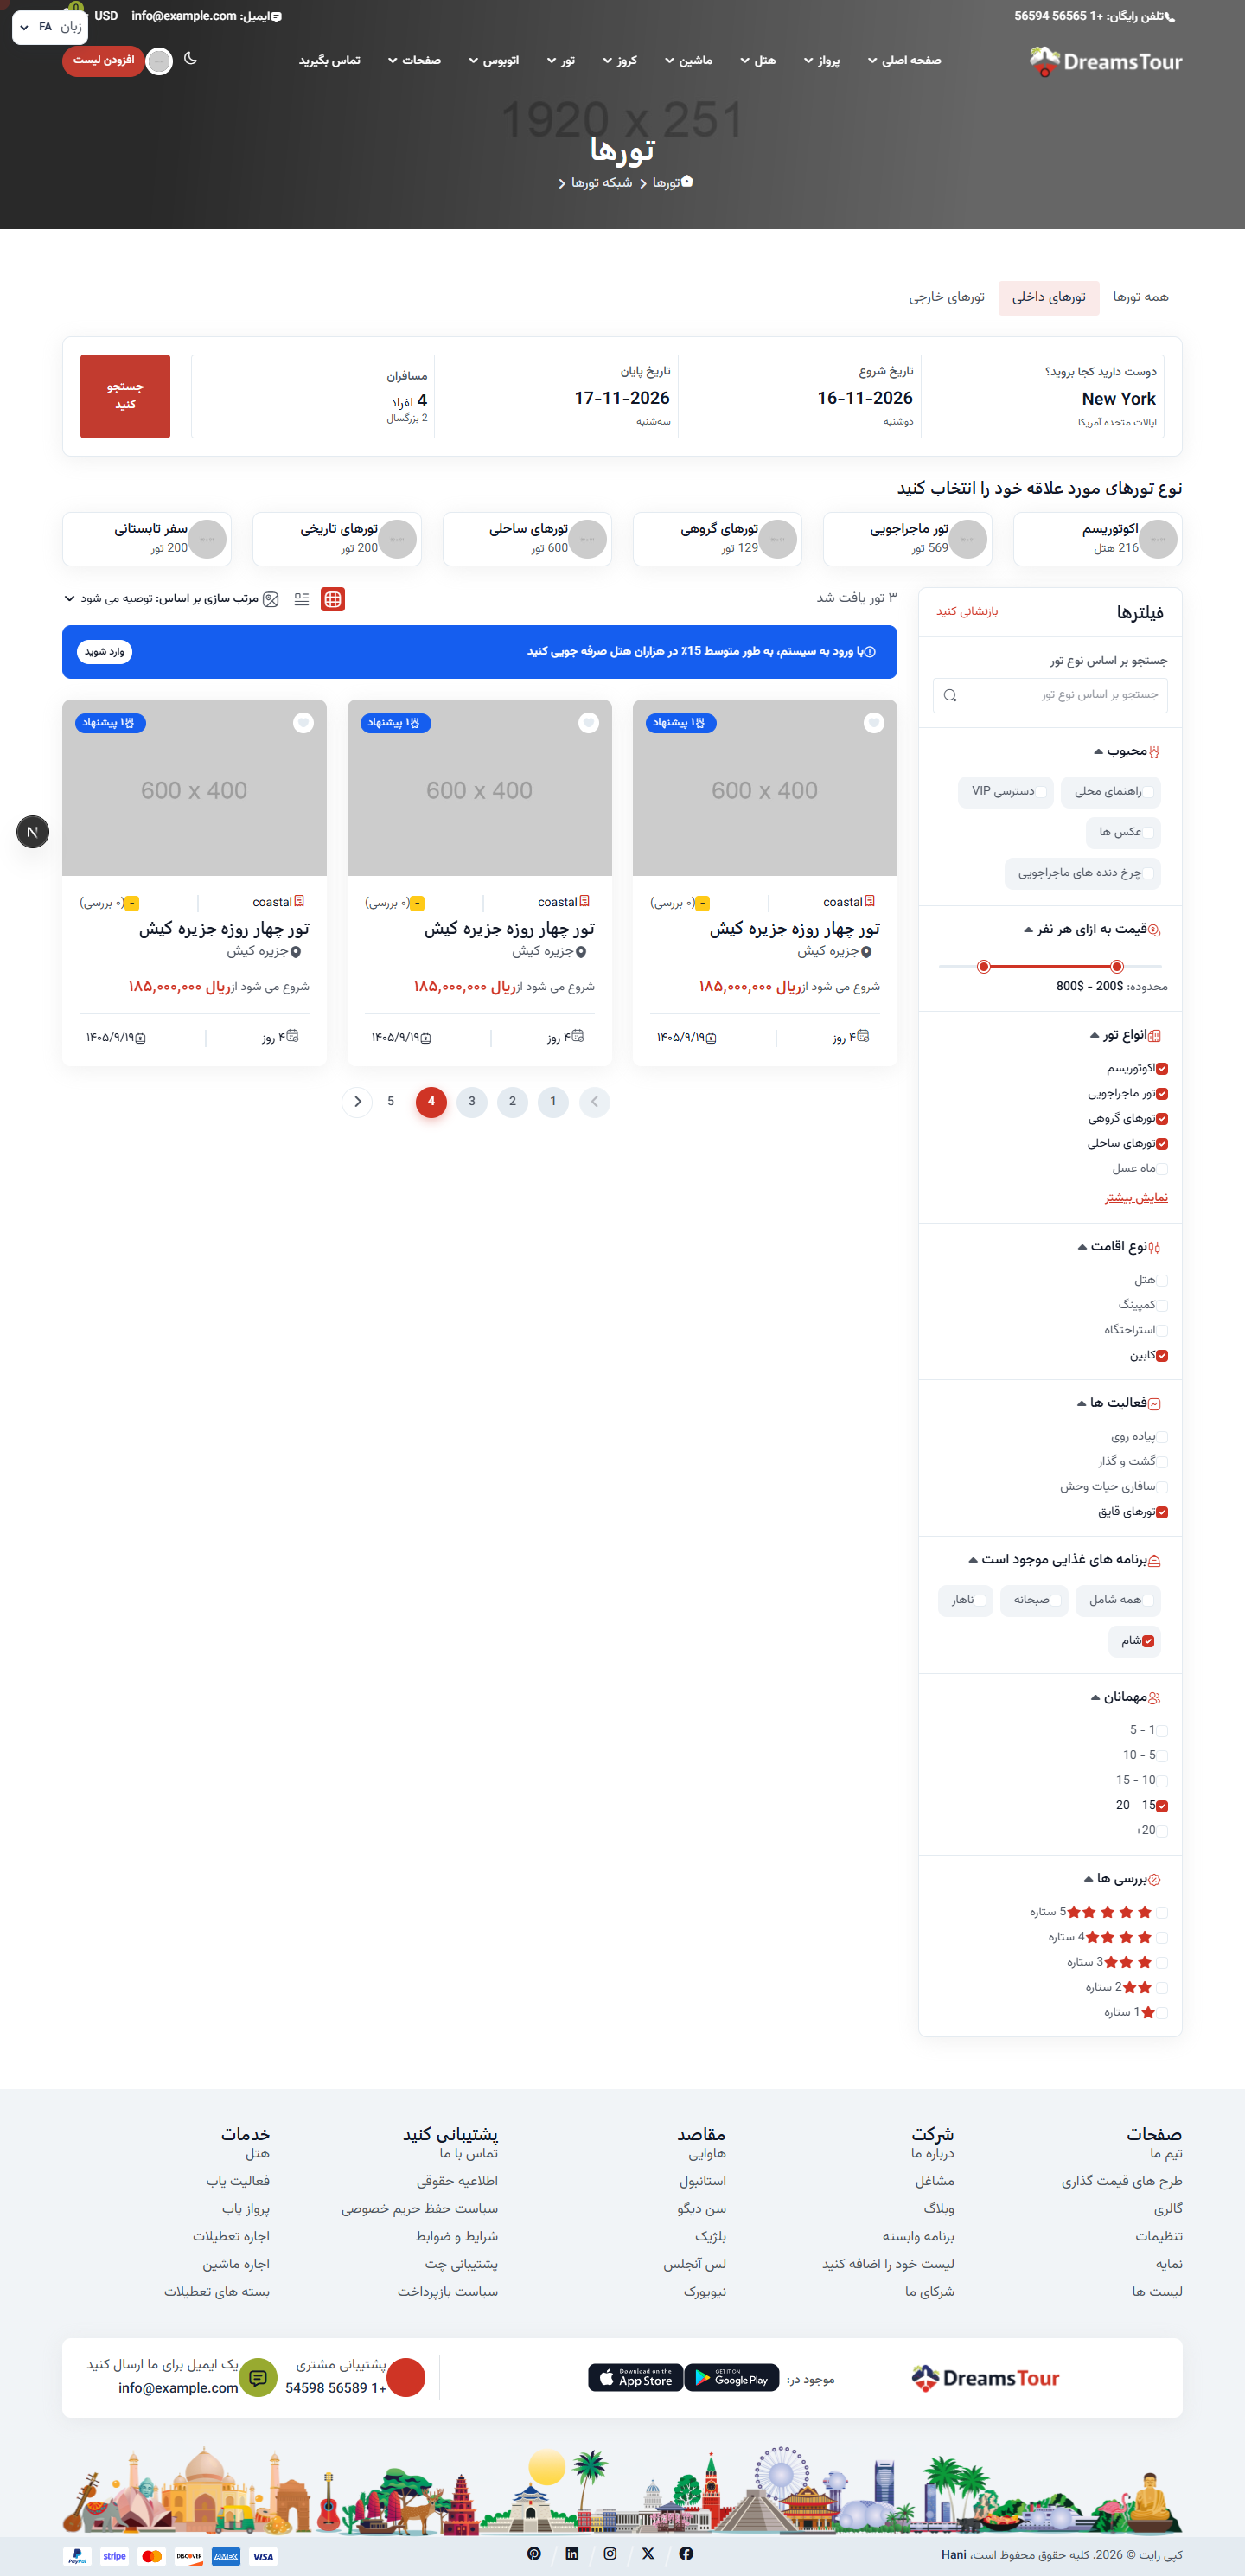 تلفن رایگان: +1 56565 56594
ایمیل: info@example.com
USD
0
زبان FA
DreamsTour
صفحه اصلی
پرواز
هتل
ماشین
کروز
تور
اتوبوس
صفحات
تماس بگیرید
افزودن لیست
1920 x 251
تورها
تورها
شبکه تورها
همه تورها
تورهای داخلی
تورهای خارجی
دوست دارید کجا بروید؟
New York
ایالات متحده آمریکا
تاریخ شروع
16-11-2026
دوشنبه
تاریخ پایان
17-11-2026
سه‌شنبه
مسافران
4 افراد
2 بزرگسال
جستجو
کنید
نوع تورهای مورد علاقه خود را انتخاب کنید
اکوتوریسم
216 هتل
تور ماجراجویی
569 تور
تورهای گروهی
129 تور
تورهای ساحلی
600 تور
تورهای تاریخی
200 تور
سفر تابستانی
200 تور
فیلترها
بازنشانی کنید
جستجو بر اساس نوع تور
جستجو بر اساس نوع تور
محبوب
راهنمای محلی
دسترسی VIP
عکس ها
چرخ دنده های ماجراجویی
قیمت به ازای هر نفر
محدوده: $200 - $800
انواع تور
اکوتوریسم
تور ماجراجویی
تورهای گروهی
تورهای ساحلی
ماه عسل
نمایش بیشتر
نوع اقامت
هتل
کمپینگ
استراحتگاه
کابین
فعالیت ها
پیاده روی
گشت و گذار
سافاری حیات وحش
تورهای قایق
برنامه های غذایی موجود است
همه شامل
صبحانه
ناهار
شام
مهمانان
1 - 5
5 - 10
10 - 15
15 - 20
20+
بررسی ها
5 ستاره
4 ستاره
3 ستاره
2 ستاره
1 ستاره
۳ تور یافت شد
مرتب سازی بر اساس: توصیه می شود
با ورود به سیستم، به طور متوسط 15٪ در هزاران هتل صرفه جویی کنید
وارد شوید
۱ پیشنهاد
600 x 400
coastal
- (۰ بررسی)
تور چهار روزه جزیره کیش
جزیره کیش
شروع می شود از ۱۸۵,۰۰۰,۰۰۰ ریال
۴ روز
۱۴۰۵/۹/۱۹
۱ پیشنهاد
600 x 400
coastal
- (۰ بررسی)
تور چهار روزه جزیره کیش
جزیره کیش
شروع می شود از ۱۸۵,۰۰۰,۰۰۰ ریال
۴ روز
۱۴۰۵/۹/۱۹
۱ پیشنهاد
600 x 400
coastal
- (۰ بررسی)
تور چهار روزه جزیره کیش
جزیره کیش
شروع می شود از ۱۸۵,۰۰۰,۰۰۰ ریال
۴ روز
۱۴۰۵/۹/۱۹
1 2 3 4 5
N
صفحات
تیم ما
طرح های قیمت گذاری
گالری
تنظیمات
نمایه
لیست ها
شرکت
درباره ما
مشاغل
وبلاگ
برنامه وابسته
لیست خود را اضافه کنید
شرکای ما
مقاصد
هاوایی
استانبول
سن دیگو
بلژیک
لس آنجلس
نیویورک
پشتیبانی کنید
تماس با ما
اطلاعیه حقوقی
سیاست حفظ حریم خصوصی
شرایط و ضوابط
پشتیبانی چت
سیاست بازپرداخت
خدمات
هتل
فعالیت یاب
پرواز یاب
اجاره تعطیلات
اجاره ماشین
بسته های تعطیلات
DreamsTour
موجود در:
GET IT ON
Google Play
Download on the
App Store
پشتیبانی مشتری
+1 56589 54598
یک ایمیل برای ما ارسال کنید
info@example.com
کپی رایت © 2026. کلیه حقوق محفوظ است، Hani
VISA
AMEX
DISCOVER
stripe
PayPal